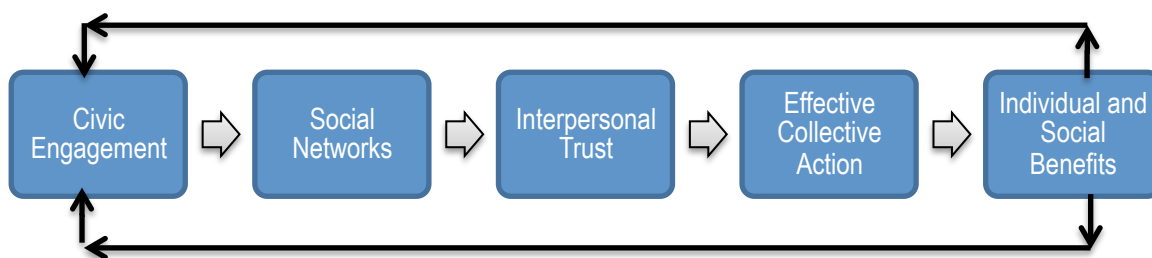 Civic
Engagement
Social
Networks
Interpersonal
Trust
Effective
Collective
Action
Individual and
Social
Benefits